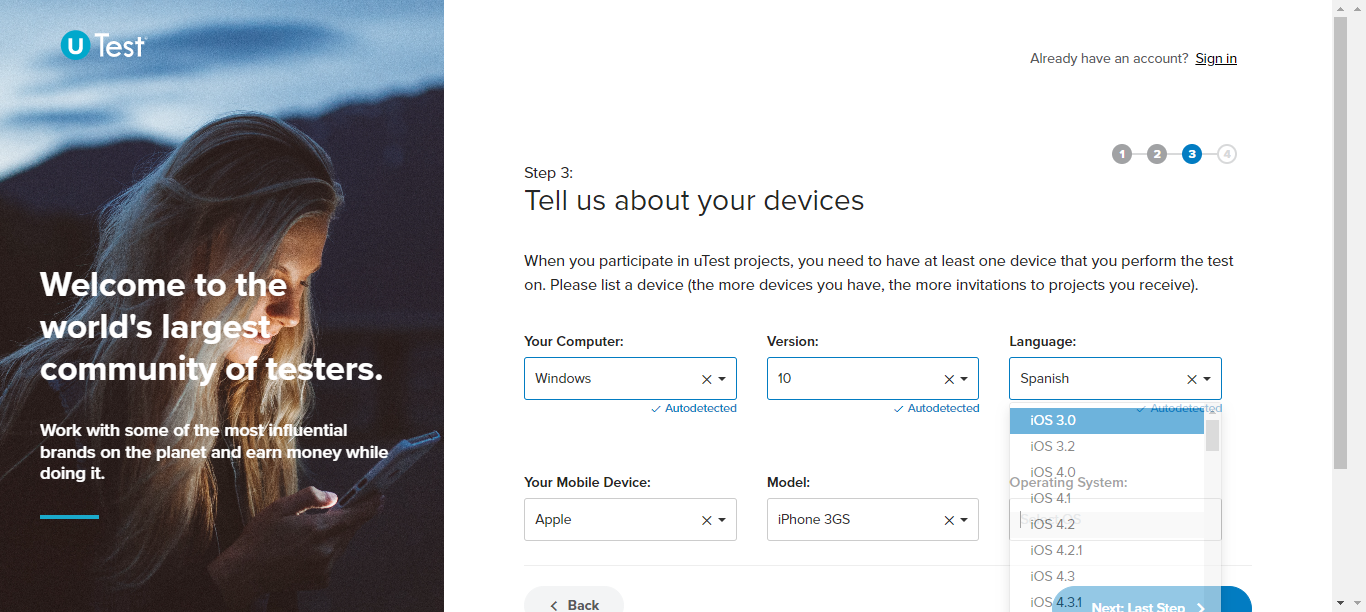 uTest
Already have an account? Sign in
1 2 3 4
Step 3:
Tell us about your devices
When you participate in uTest projects, you need to have at least one device that you perform the test
on. Please list a device (the more devices you have, the more invitations to projects you receive).
Welcome to the
world's largest
community of testers.
Work with some of the most influential
brands on the planet and earn money while
doing it.
Your Computer: Version: Language:
Windows 10 Spanish
Autodetected Autodetected Autodetected
iOS 3.0
iOS 3.2
iOS 4.0
Your Mobile Device: Model: Operating System:
iOS 4.1
Apple iPhone 3GS Select OS
iOS 4.2
iOS 4.2.1
iOS 4.3
iOS 4.3.1
Back Next: Last Step